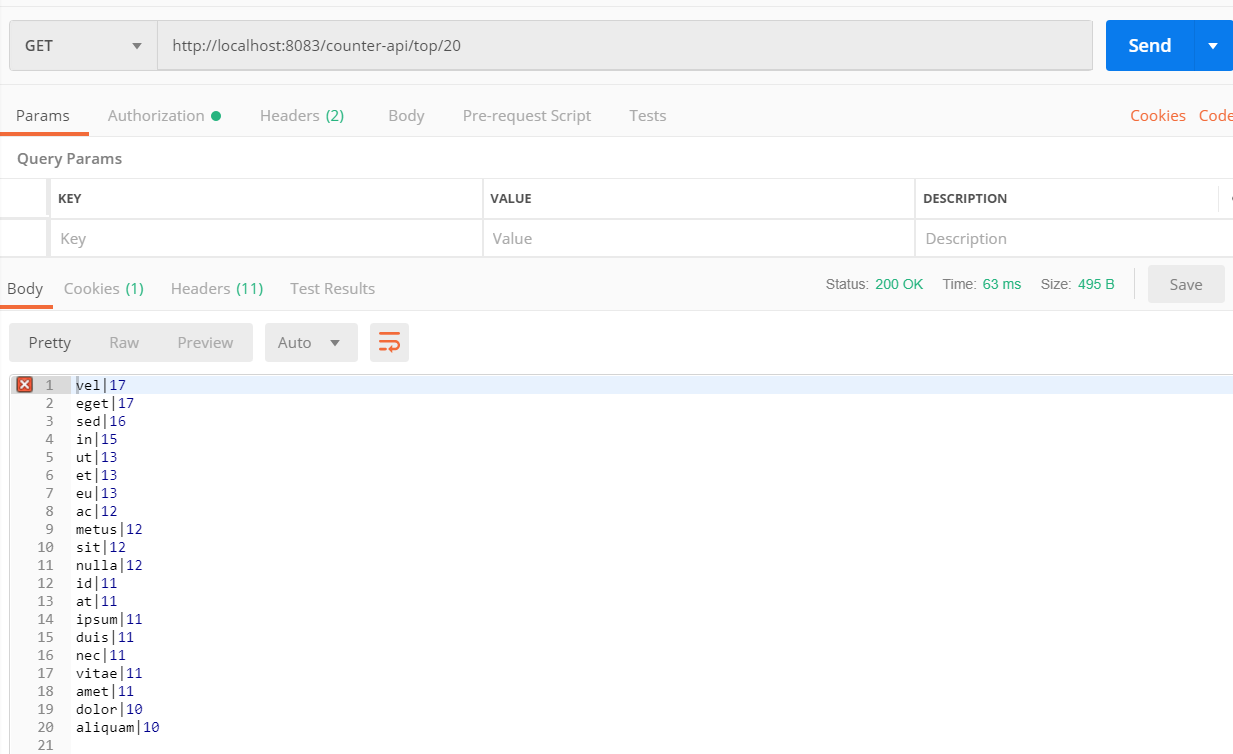 GET http://localhost:8083/counter-api/top/20 Send
Params Authorization Headers (2) Body Pre-request Script Tests Cookies Code
Query Params
KEY VALUE DESCRIPTION
Key Value Description
Body Cookies (1) Headers (11) Test Results Status: 200 OK Time: 63 ms Size: 495 B Save
Pretty Raw Preview Auto
1 vel|17
2 eget|17
3 sed|16
4 in|15
5 ut|13
6 et|13
7 eu|13
8 ac|12
9 metus|12
10 sit|12
11 nulla|12
12 id|11
13 at|11
14 ipsum|11
15 duis|11
16 nec|11
17 vitae|11
18 amet|11
19 dolor|10
20 aliquam|10
21